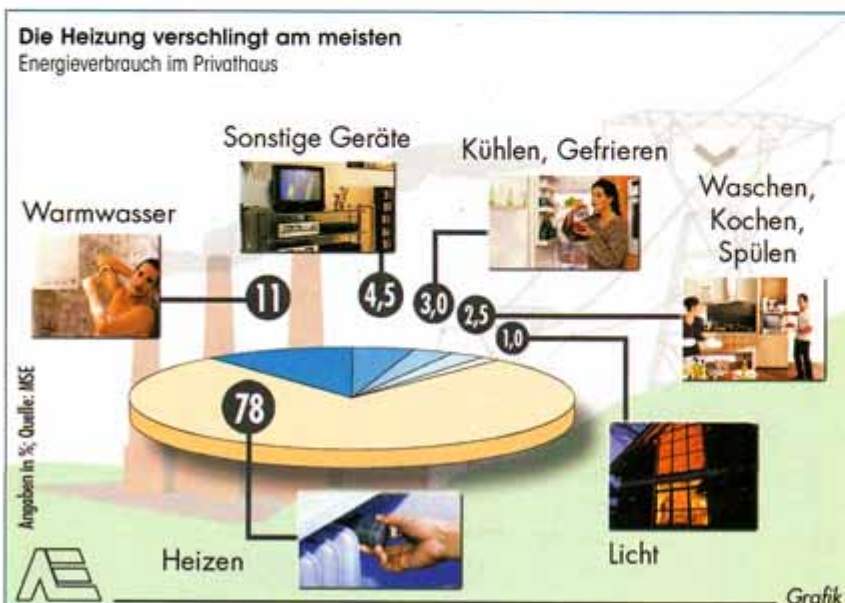 Die Heizung verschlingt am meisten
Energieverbrauch im Privathaus
Sonstige Geräte
Kühlen, Gefrieren
Waschen,
Kochen,
Spülen
Warmwasser
11
4,5
3,0
2,5
1,0
78
Angaben in %; Quelle: MSE
Heizen
Licht
Grafik